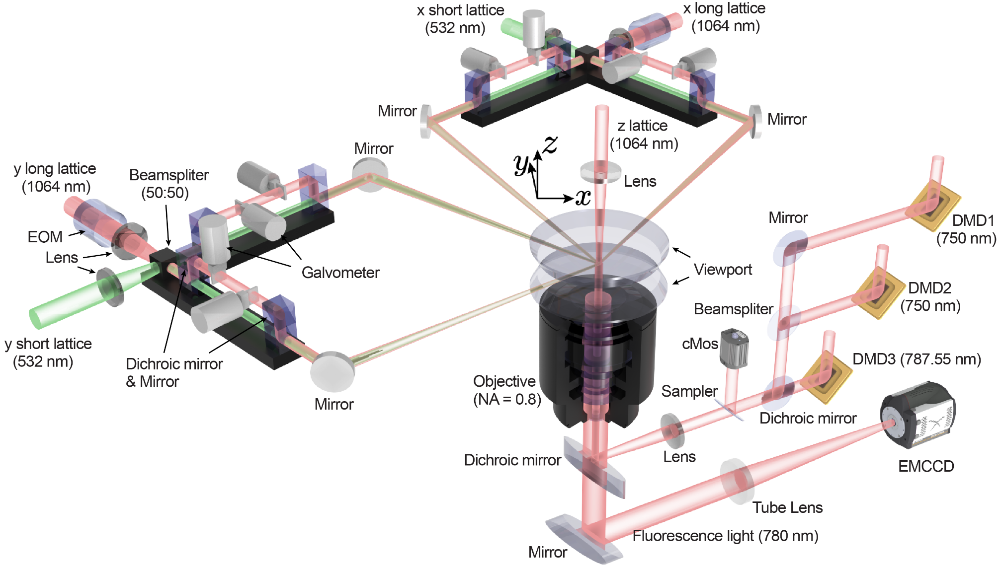 x short lattice
(532 nm)
x long lattice
(1064 nm)
Mirror
Mirror
z lattice
(1064 nm)
z
y
x
Lens
Mirror
y long lattice
(1064 nm)
Beamspliter
(50:50)
EOM
Lens
Galvometer
y short lattice
(532 nm)
Dichroic mirror
& Mirror
Mirror
Viewport
Mirror
DMD1
(750 nm)
DMD2
(750 nm)
Beamspliter
cMos
DMD3 (787.55 nm)
Objective
(NA = 0.8)
Sampler
Dichroic mirror
Lens
Dichroic mirror
EMCCD
Tube Lens
Fluorescence light (780 nm)
Mirror